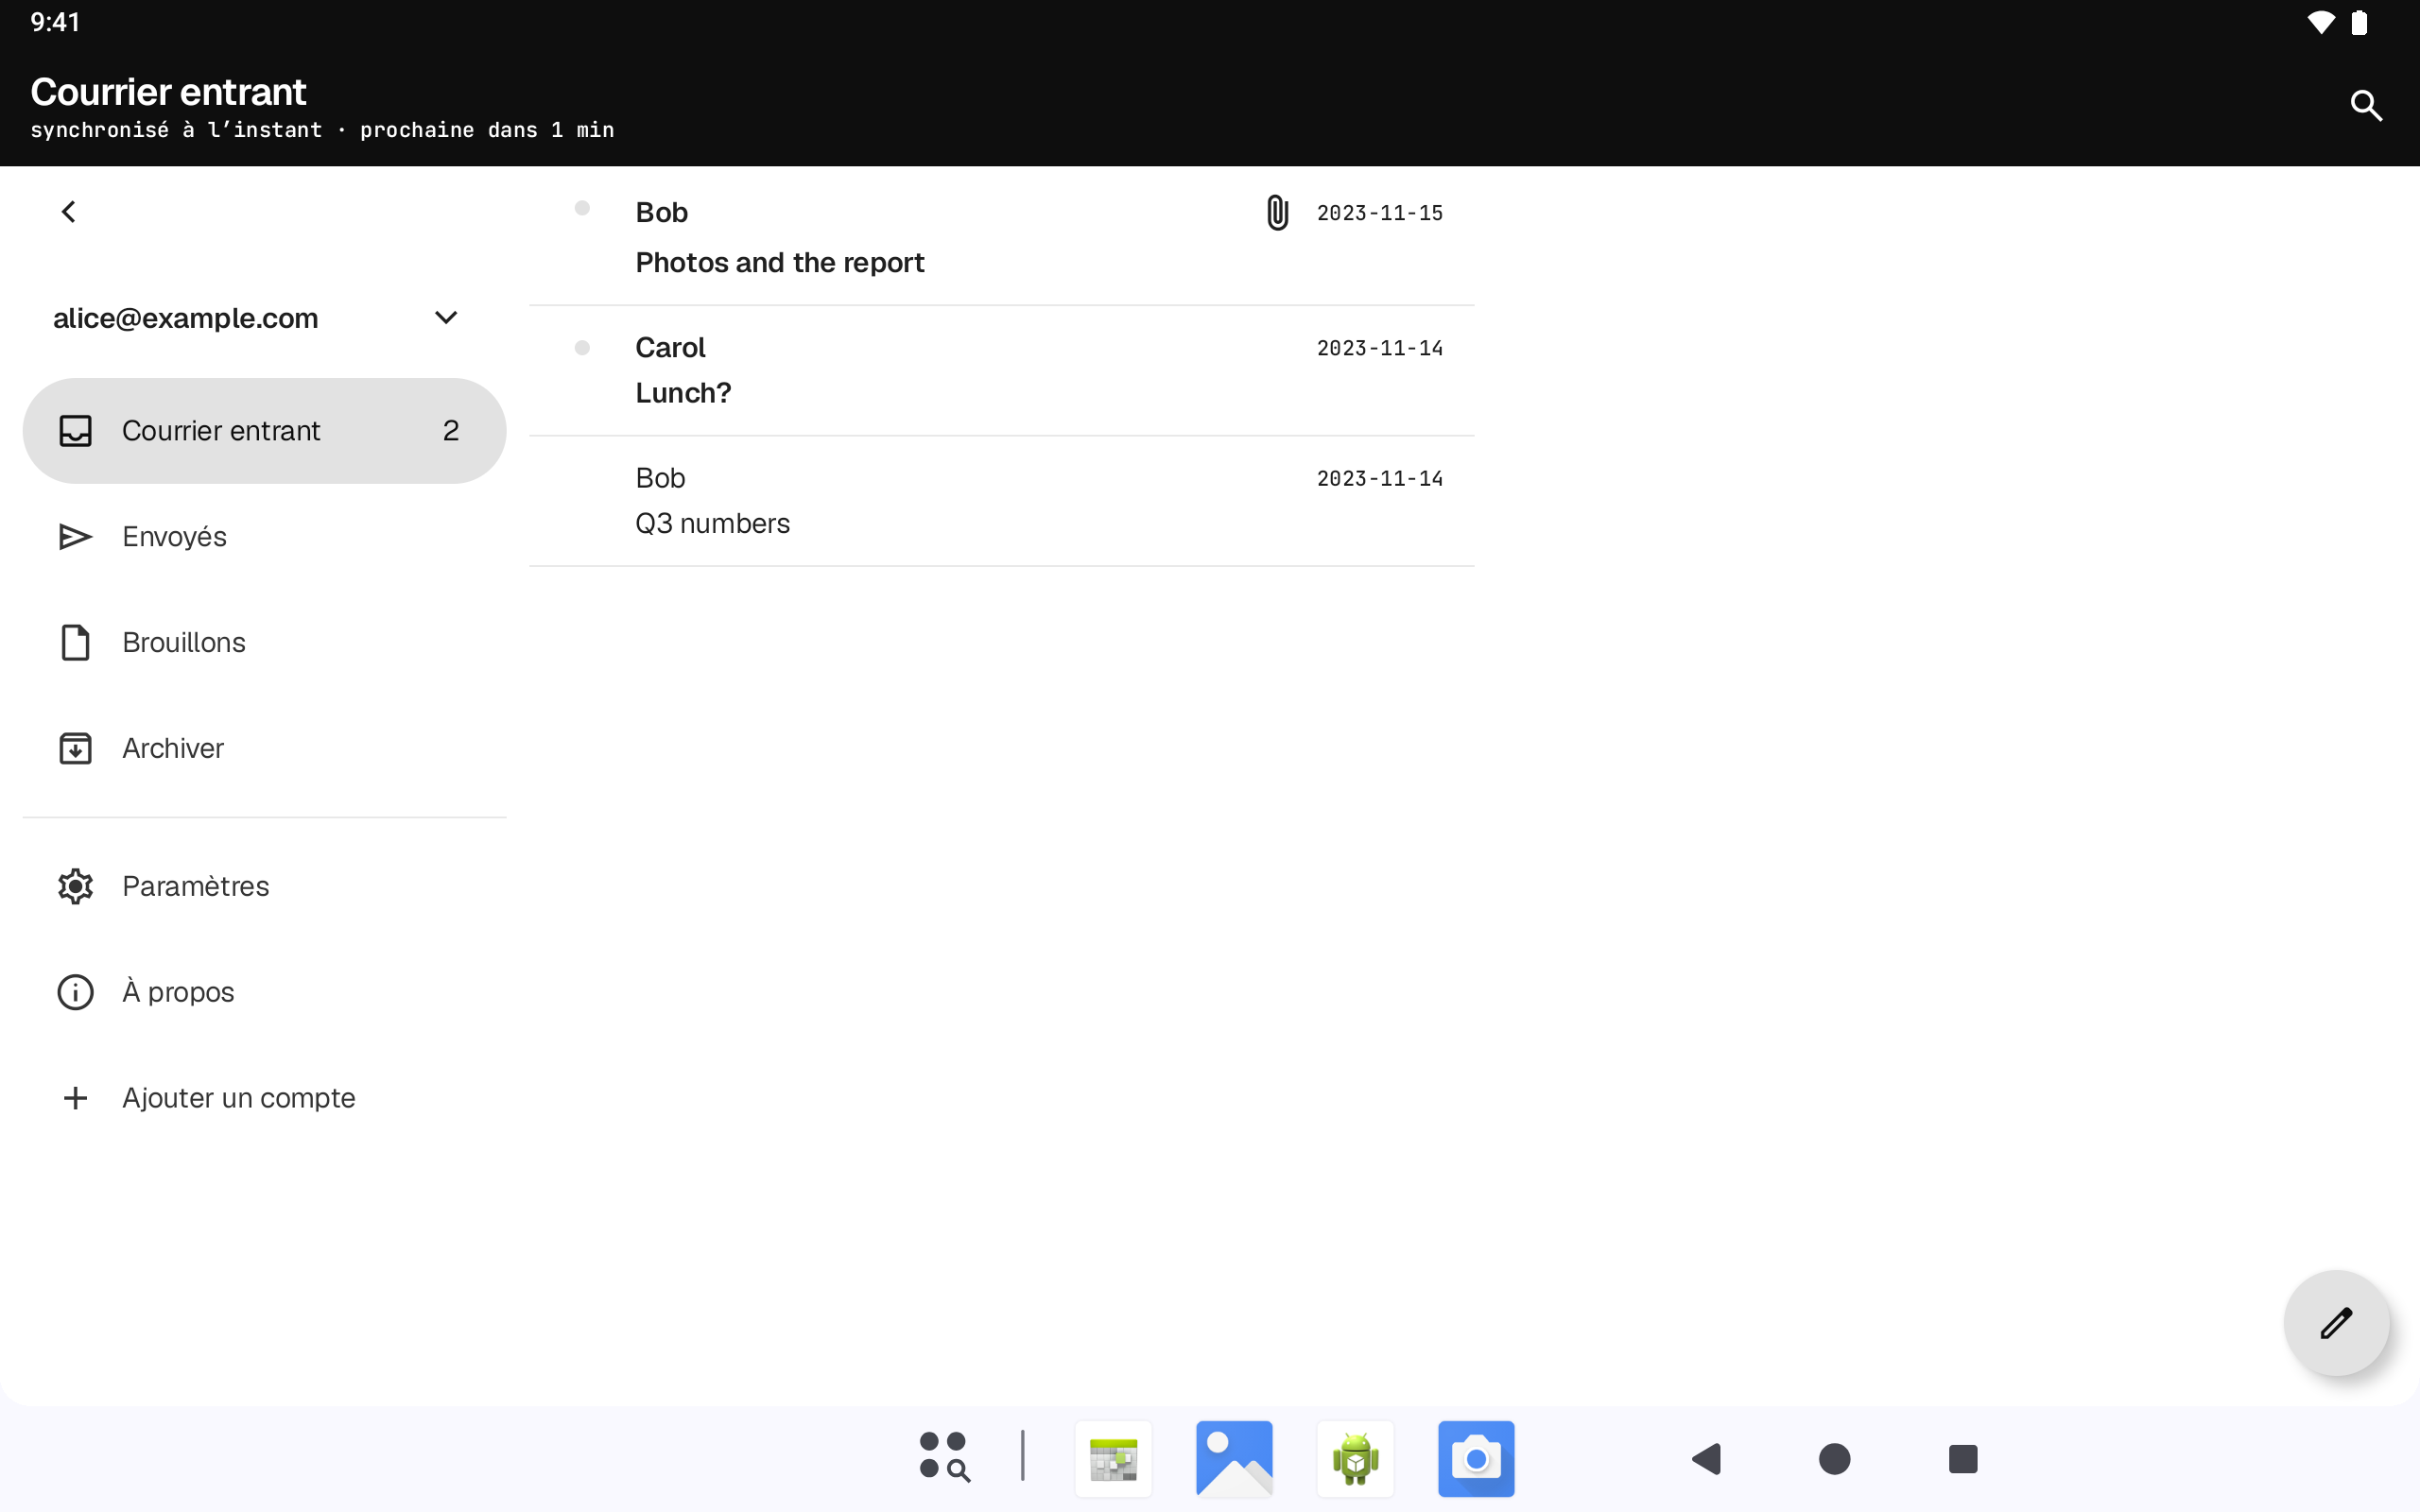 9:41
Courrier entrant
synchronisé à l’instant · prochaine dans 1 min
alice@example.com
Courrier entrant 2
Envoyés
Brouillons
Archiver
Paramètres
À propos
Ajouter un compte
Bob 2023-11-15
Photos and the report
Carol 2023-11-14
Lunch?
Bob 2023-11-14
Q3 numbers